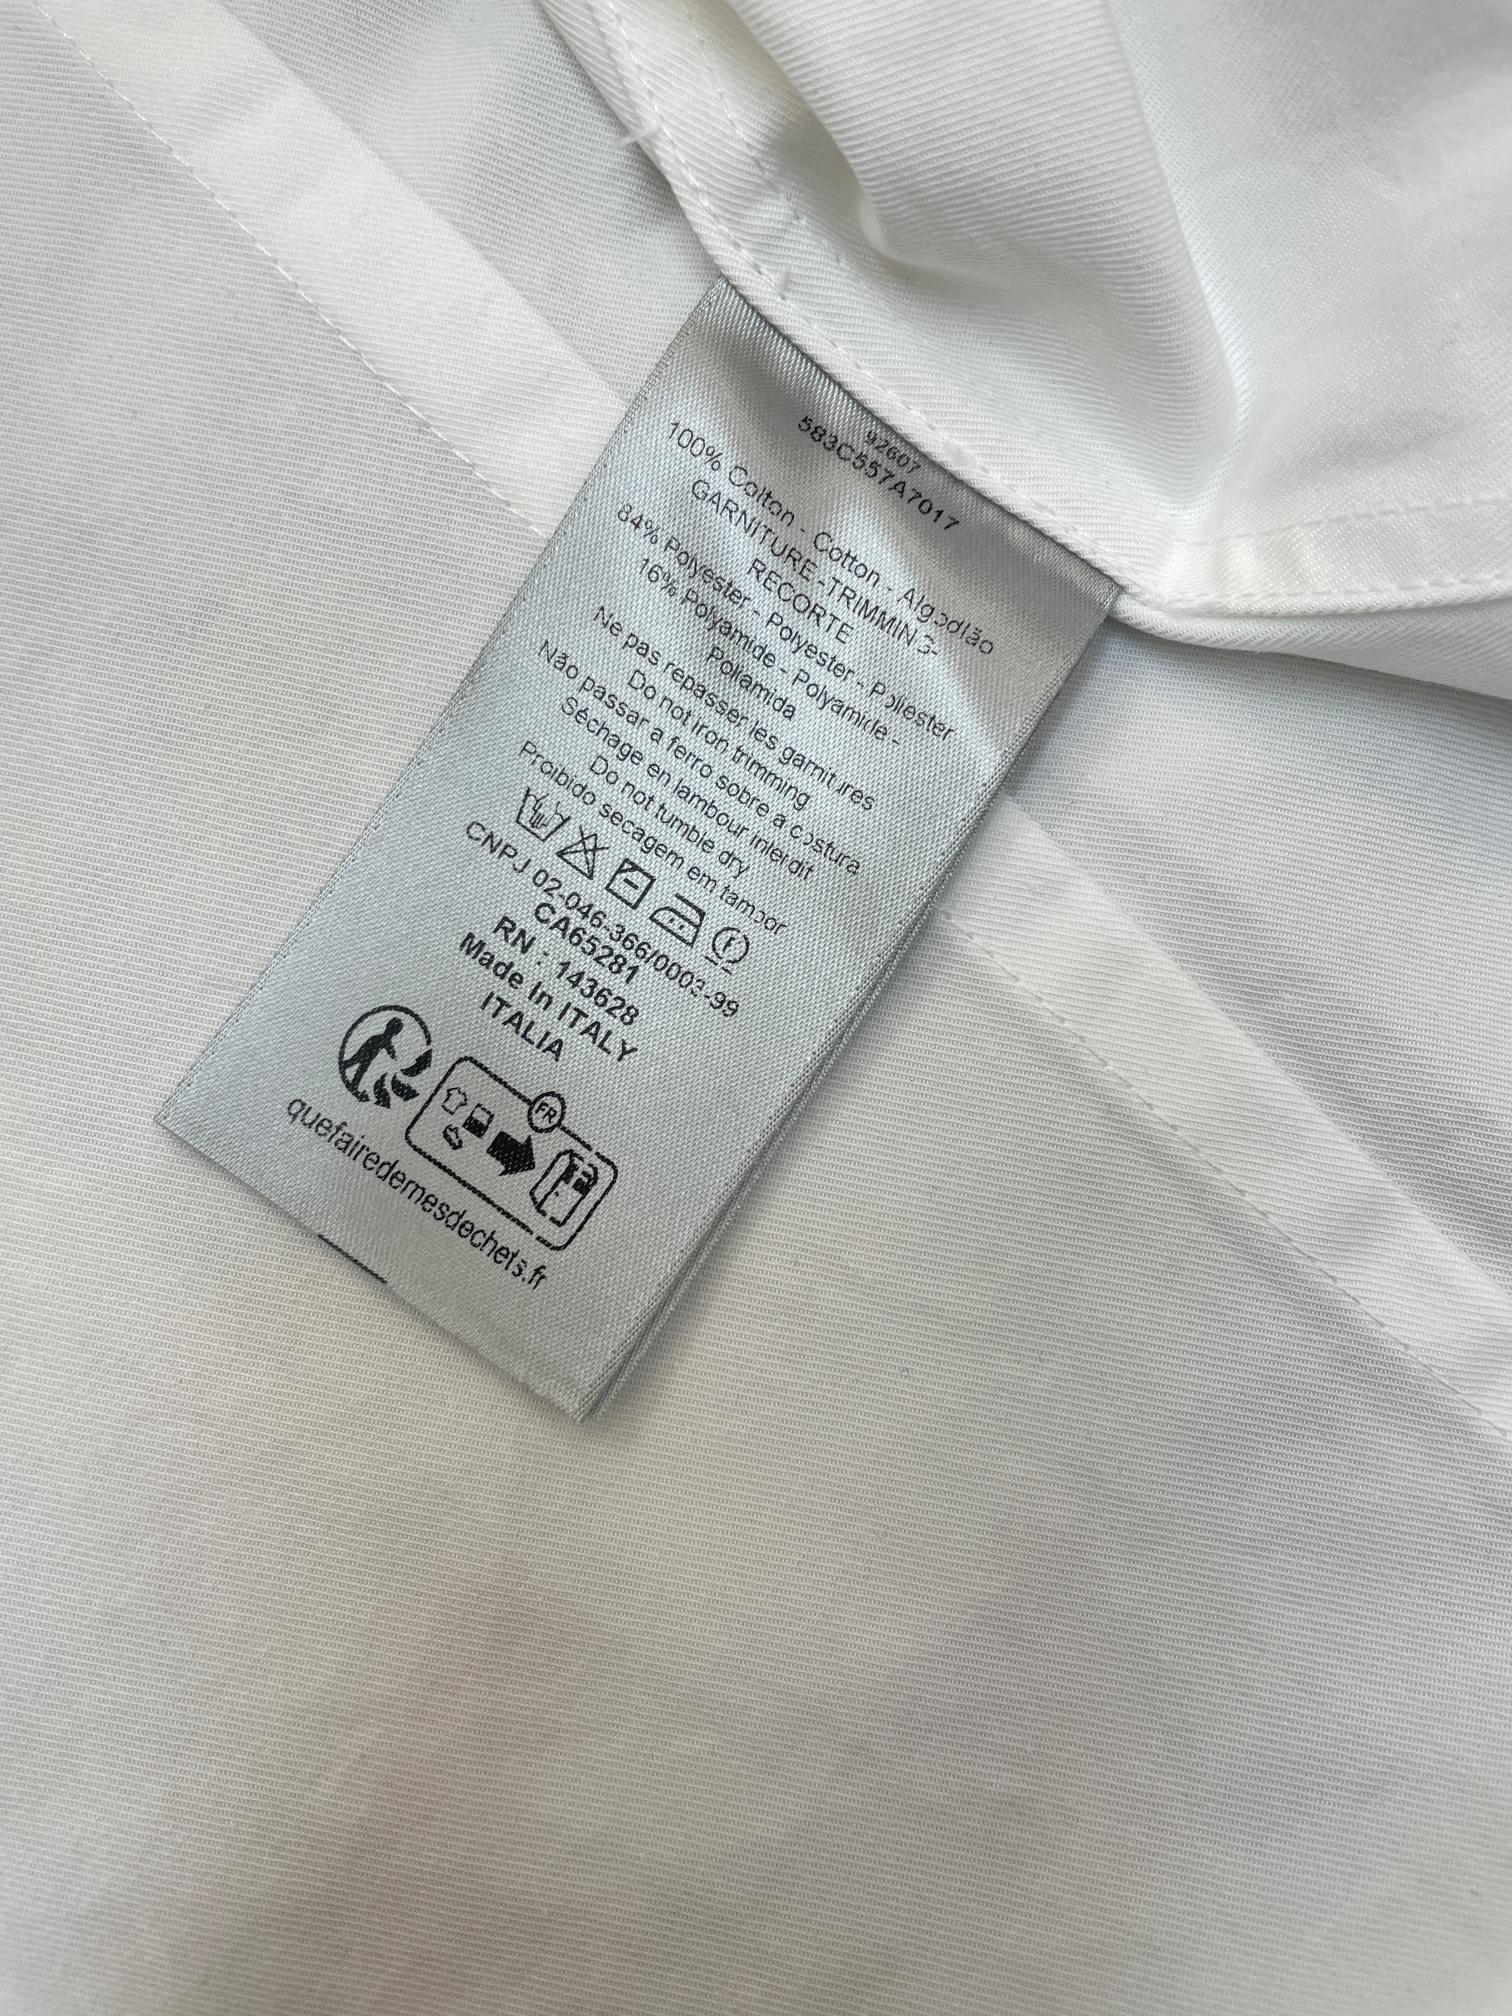 92607
583C557A7017
100% Coton - Cotton - Algodão
GARNITURE-TRIMMING-
RECORTE
84% Polyester - Polyester - Poliester
16% Polyamide - Polyamide -
Poliamida
Ne pas repasser les garnitures
Do not iron trimming
Não passar a ferro sobre a costura
Séchage en tambour interdit
Do not tumble dry
Proibido secagem em tambor
CNPJ 02-046-366/0003-99
CA65281
RN : 143628
Made In ITALY
ITALIA
FR
quefairedemesdechets.fr